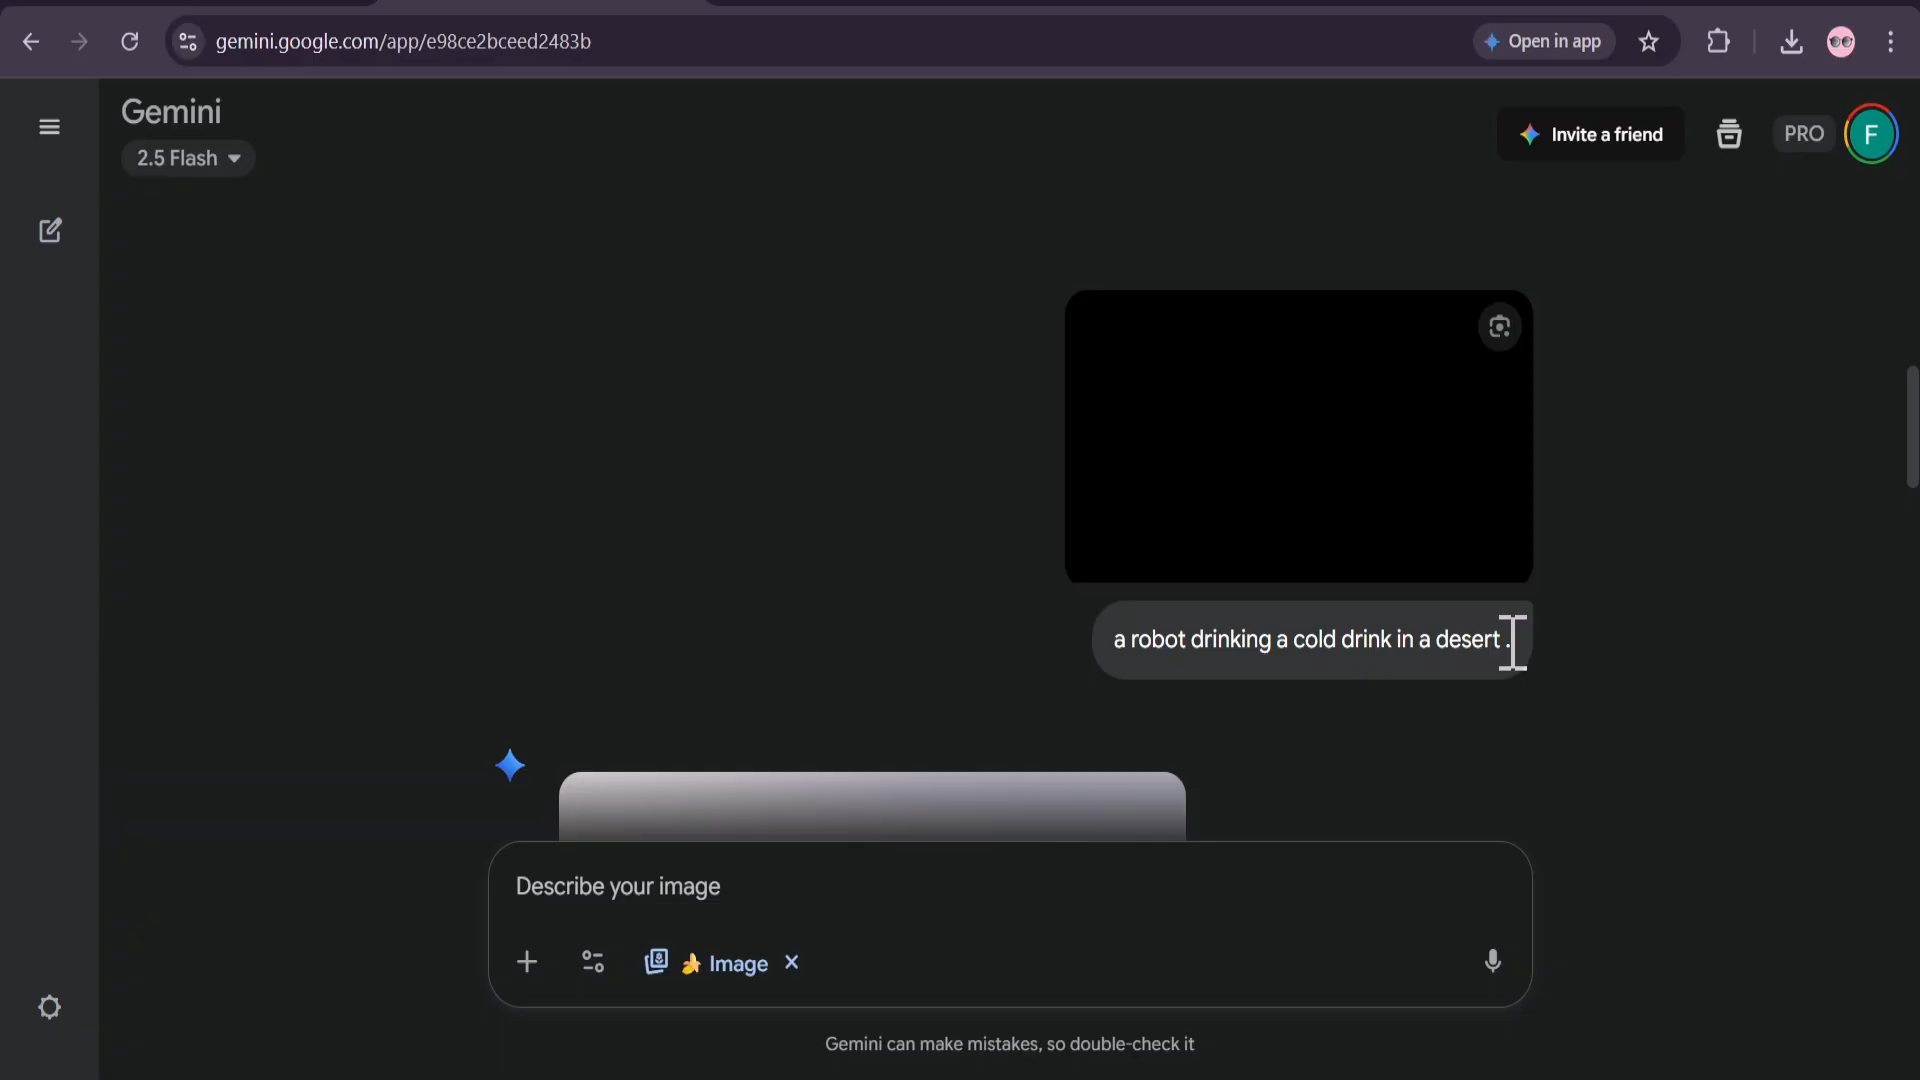 gemini.google.com/app/e98ce2bceed2483b
Open in app
Gemini
2.5 Flash
Invite a friend
PRO
F
a robot drinking a cold drink in a desert .
Describe your image
Image
Gemini can make mistakes, so double-check it